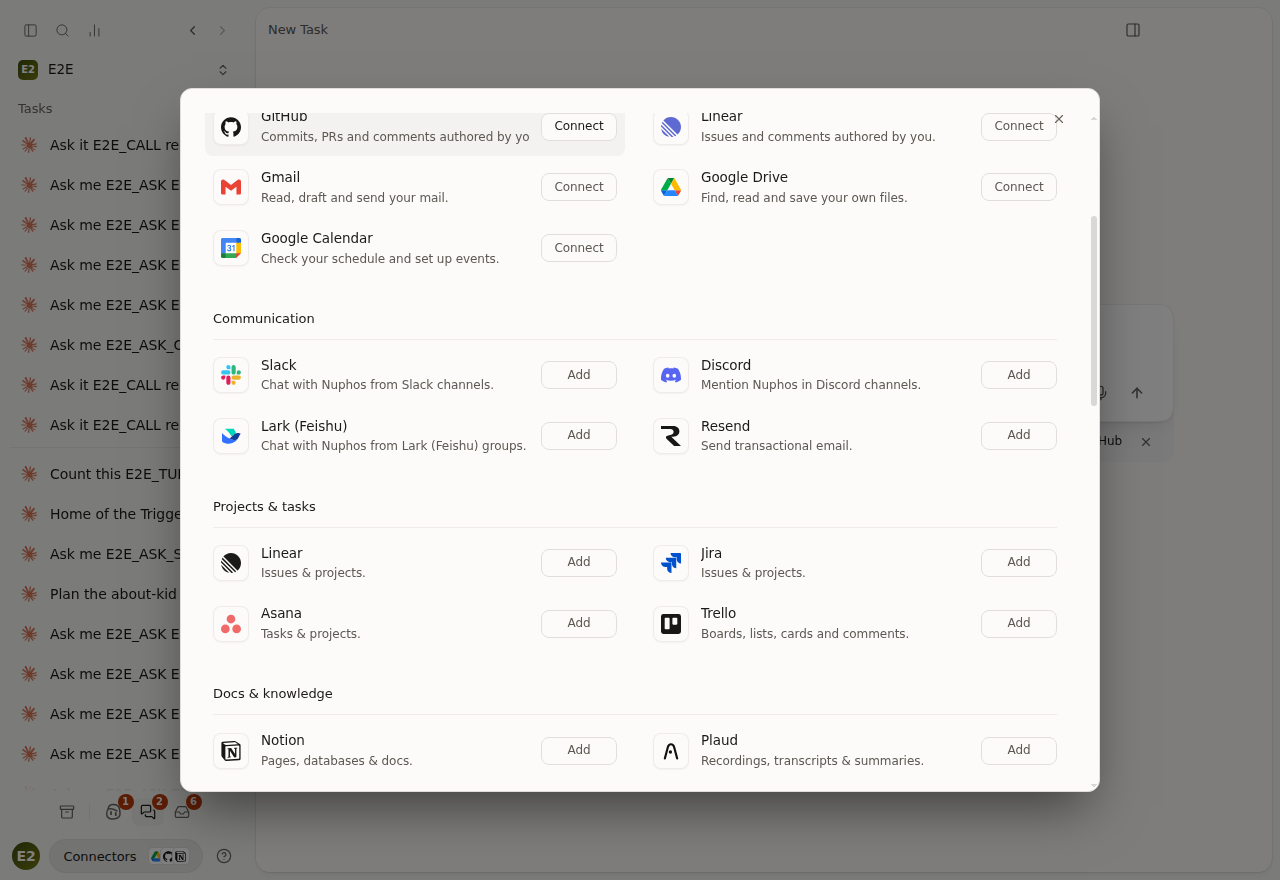 New Task
E2 E2E
Tasks
Ask it E2E_CALL re
Ask me E2E_ASK E
Ask me E2E_ASK E
Ask me E2E_ASK E
Ask me E2E_ASK E
Ask me E2E_ASK_C
Ask it E2E_CALL re
Ask it E2E_CALL re
Count this E2E_TU
Home of the Trigge
Ask me E2E_ASK_S
Plan the about-kid
Ask me E2E_ASK E
Ask me E2E_ASK E
Ask me E2E_ASK E
Ask me E2E_ASK E
1 2 6
E2 Connectors
GitHub
Commits, PRs and comments authored by yo
Connect
Linear
Issues and comments authored by you.
Connect
Gmail
Read, draft and send your mail.
Connect
Google Drive
Find, read and save your own files.
Connect
Google Calendar
Check your schedule and set up events.
Connect
31
Communication
Slack
Chat with Nuphos from Slack channels.
Add
Discord
Mention Nuphos in Discord channels.
Add
Lark (Feishu)
Chat with Nuphos from Lark (Feishu) groups.
Add
Resend
Send transactional email.
Add
Projects & tasks
Linear
Issues & projects.
Add
Jira
Issues & projects.
Add
Asana
Tasks & projects.
Add
Trello
Boards, lists, cards and comments.
Add
Docs & knowledge
Notion
Pages, databases & docs.
Add
Plaud
Recordings, transcripts & summaries.
Add
Hub